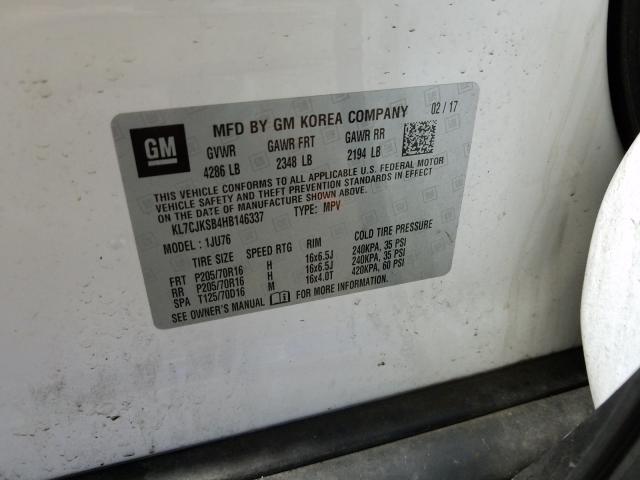 GM
MFD BY GM KOREA COMPANY 02 / 17
GVWR GAWR FRT GAWR RR
4286 LB 2348 LB 2194 LB
THIS VEHICLE CONFORMS TO ALL APPLICABLE U.S. FEDERAL MOTOR
VEHICLE SAFETY AND THEFT PREVENTION STANDARDS IN EFFECT
ON THE DATE OF MANUFACTURE SHOWN ABOVE.
KL7CJKSB4HB146337 TYPE: MPV
MODEL : 1JU76
TIRE SIZE SPEED RTG RIM COLD TIRE PRESSURE
FRT P205/70R16 H 16x6.5J 240KPA, 35 PSI
RR P205/70R16 H 16x6.5J 240KPA, 35 PSI
SPA T125/70D16 M 16x4.0T 420KPA, 60 PSI
SEE OWNER'S MANUAL FOR MORE INFORMATION